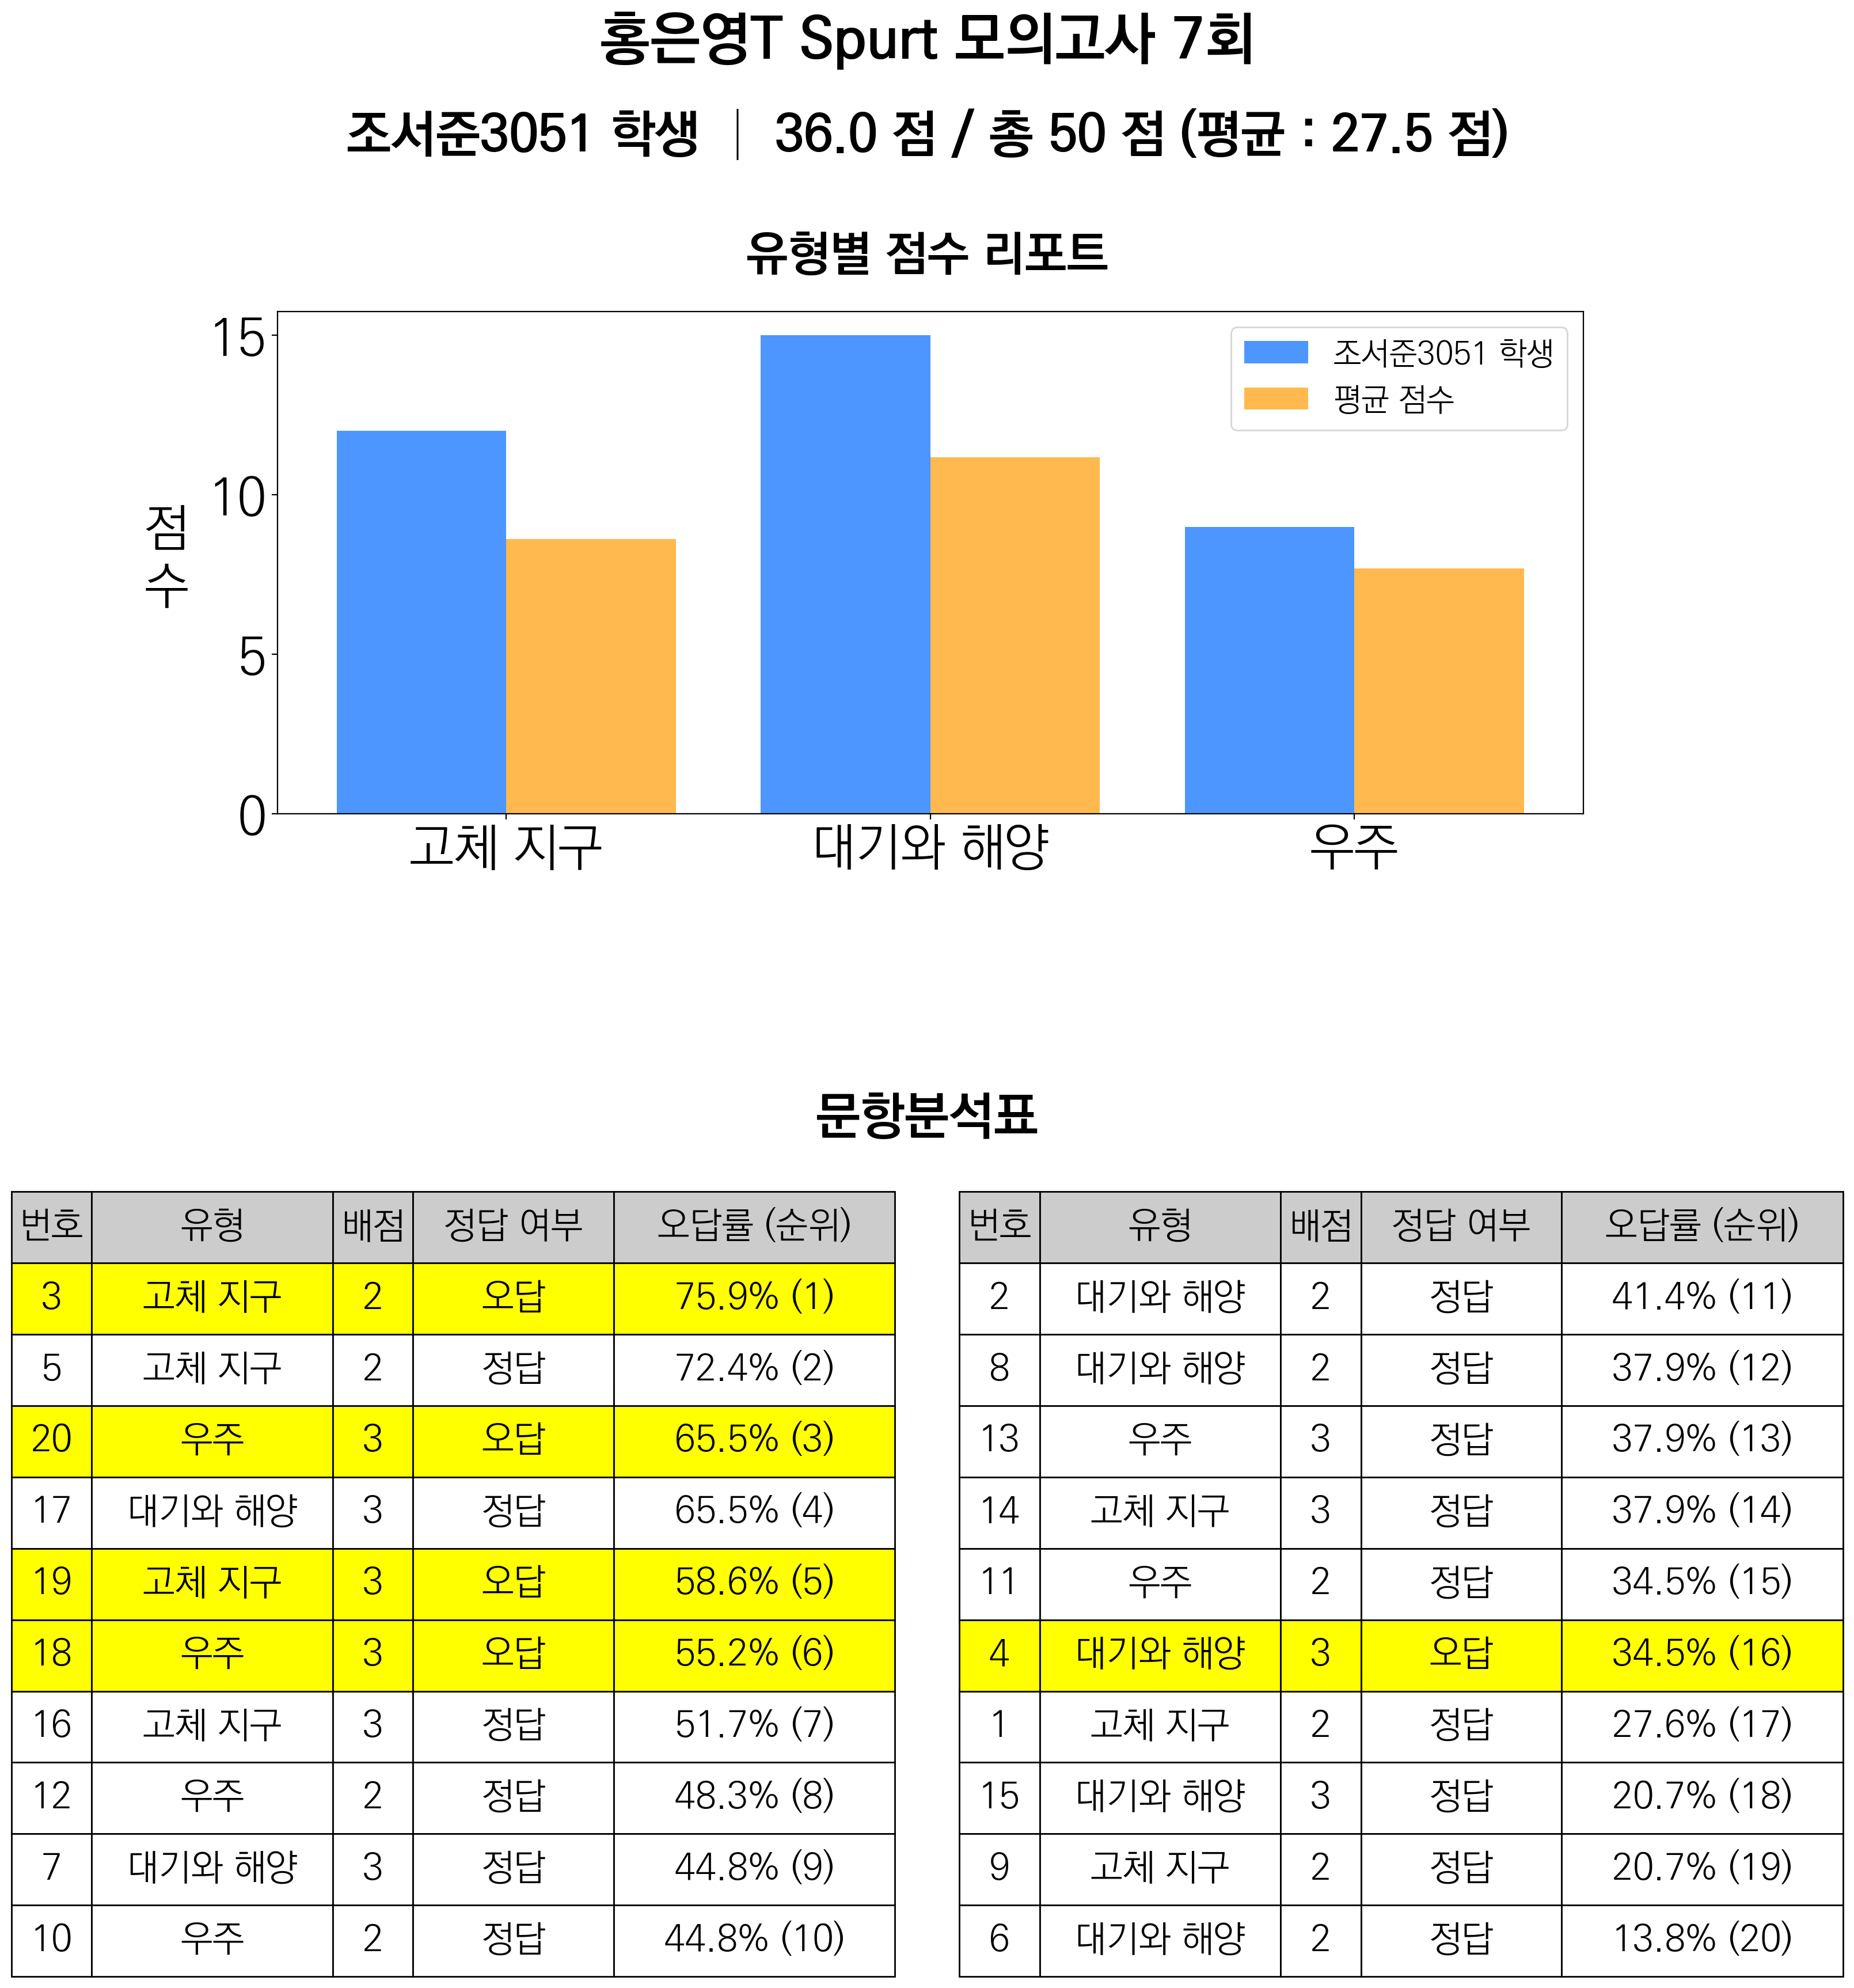 홍은영T Spurt 모의고사 7회
조서준3051 학생 | 36.0 점 / 총 50 점 (평균 : 27.5 점)
유형별 점수 리포트
점수
15
10
5
0
조서준3051 학생
평균 점수
고체 지구 대기와 해양 우주
문항분석표
번호 유형 배점 정답 여부 오답률 (순위)
3 고체 지구 2 오답 75.9% (1)
5 고체 지구 2 정답 72.4% (2)
20 우주 3 오답 65.5% (3)
17 대기와 해양 3 정답 65.5% (4)
19 고체 지구 3 오답 58.6% (5)
18 우주 3 오답 55.2% (6)
16 고체 지구 3 정답 51.7% (7)
12 우주 2 정답 48.3% (8)
7 대기와 해양 3 정답 44.8% (9)
10 우주 2 정답 44.8% (10)
번호 유형 배점 정답 여부 오답률 (순위)
2 대기와 해양 2 정답 41.4% (11)
8 대기와 해양 2 정답 37.9% (12)
13 우주 3 정답 37.9% (13)
14 고체 지구 3 정답 37.9% (14)
11 우주 2 정답 34.5% (15)
4 대기와 해양 3 오답 34.5% (16)
1 고체 지구 2 정답 27.6% (17)
15 대기와 해양 3 정답 20.7% (18)
9 고체 지구 2 정답 20.7% (19)
6 대기와 해양 2 정답 13.8% (20)